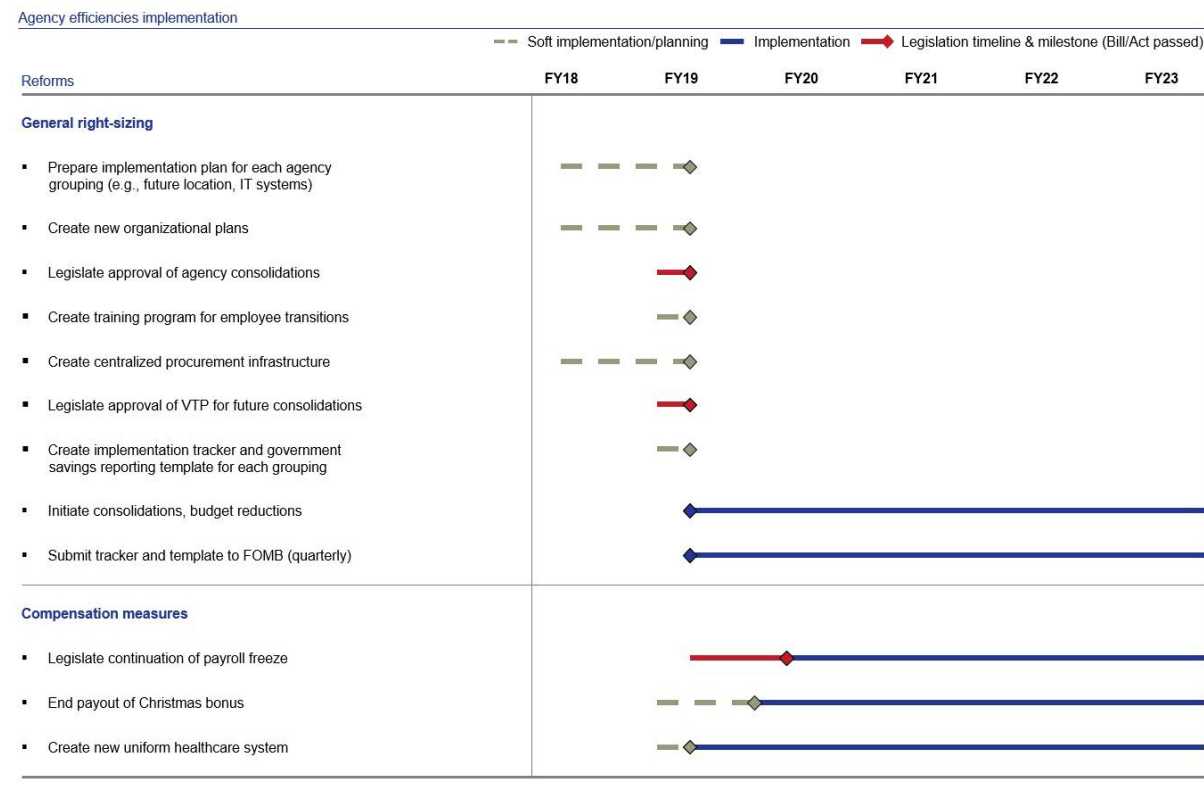 Agency efficiencies implementation
Soft implementation/planning Implementation Legislation timeline & milestone (Bill/Act passed)
Reforms FY18 FY19 FY20 FY21 FY22 FY23
General right-sizing
▪ Prepare implementation plan for each agency
grouping (e.g., future location, IT systems)
▪ Create new organizational plans
▪ Legislate approval of agency consolidations
▪ Create training program for employee transitions
▪ Create centralized procurement infrastructure
▪ Legislate approval of VTP for future consolidations
▪ Create implementation tracker and government
savings reporting template for each grouping
▪ Initiate consolidations, budget reductions
▪ Submit tracker and template to FOMB (quarterly)
Compensation measures
▪ Legislate continuation of payroll freeze
▪ End payout of Christmas bonus
▪ Create new uniform healthcare system